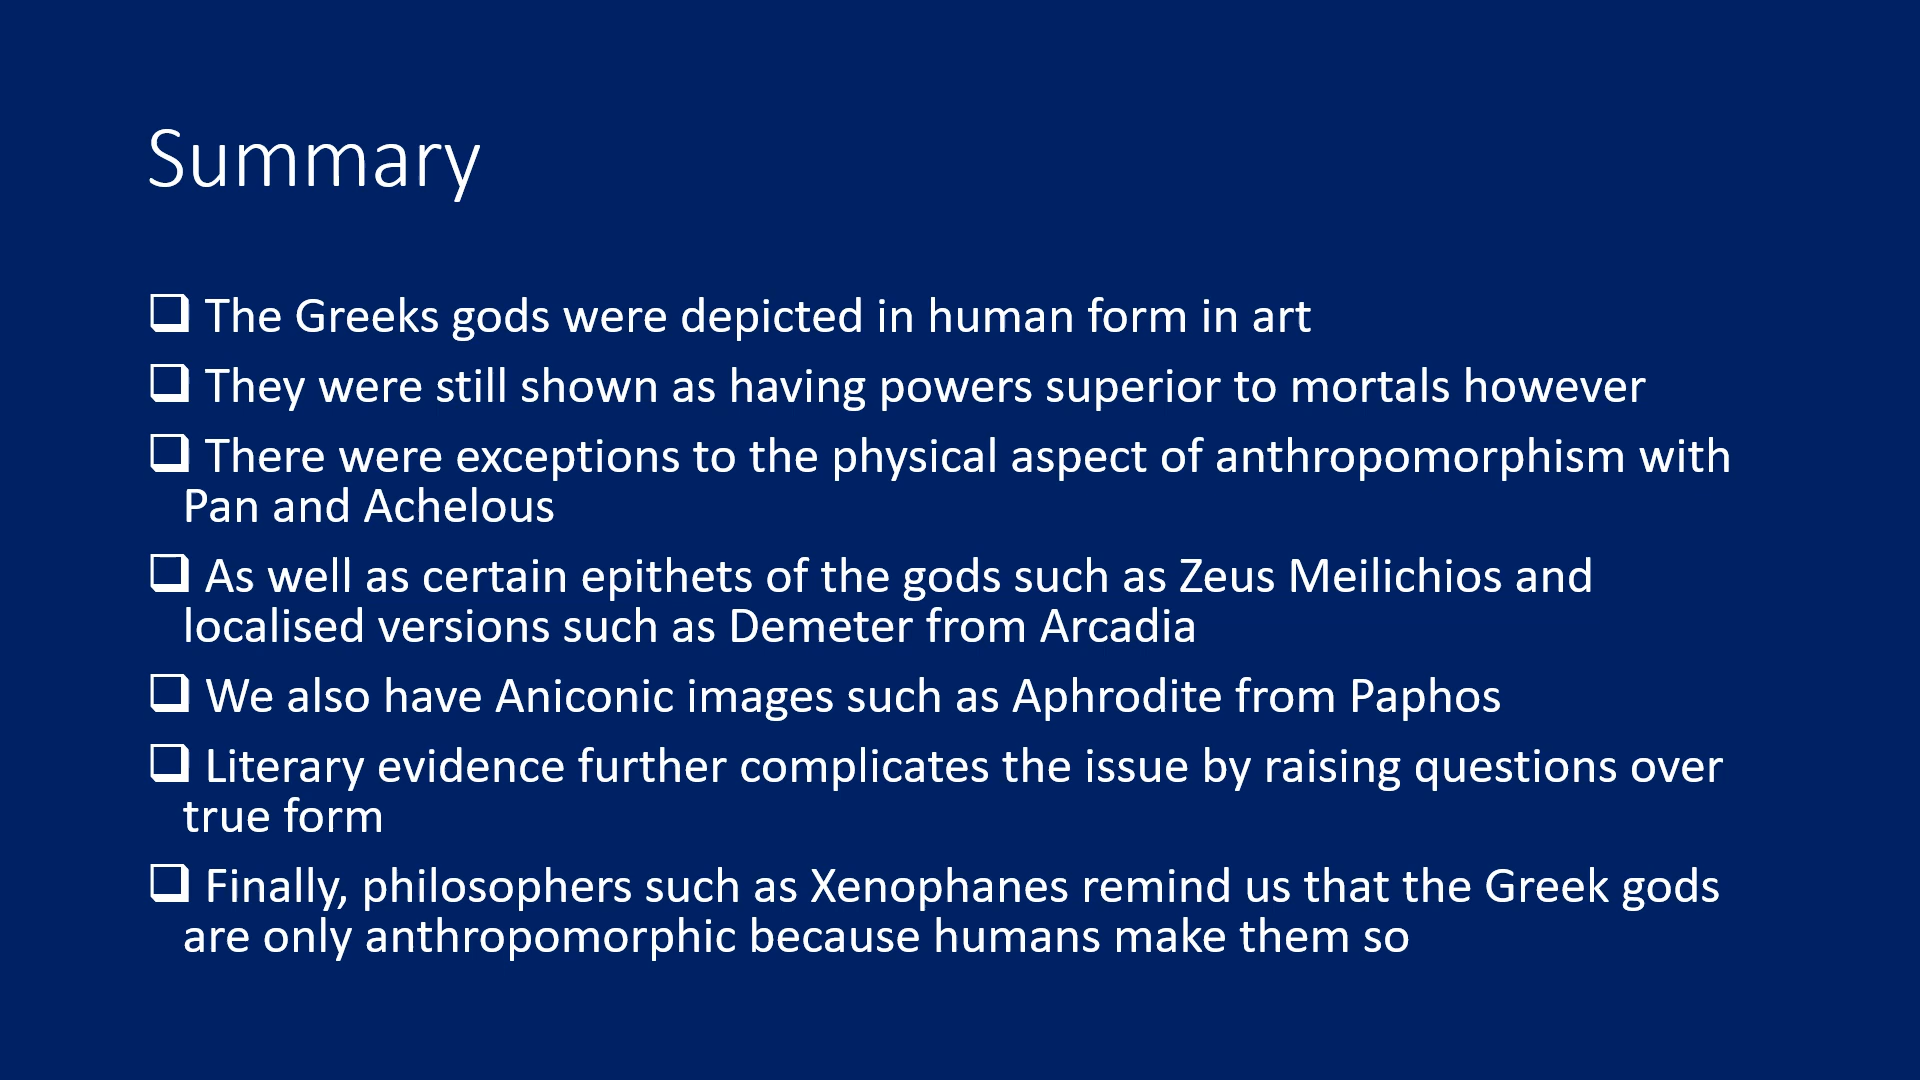 Summary
❑ The Greeks gods were depicted in human form in art
❑ They were still shown as having powers superior to mortals however
❑ There were exceptions to the physical aspect of anthropomorphism with
Pan and Achelous
❑ As well as certain epithets of the gods such as Zeus Meilichios and
localised versions such as Demeter from Arcadia
❑ We also have Aniconic images such as Aphrodite from Paphos
❑ Literary evidence further complicates the issue by raising questions over
true form
❑ Finally, philosophers such as Xenophanes remind us that the Greek gods
are only anthropomorphic because humans make them so